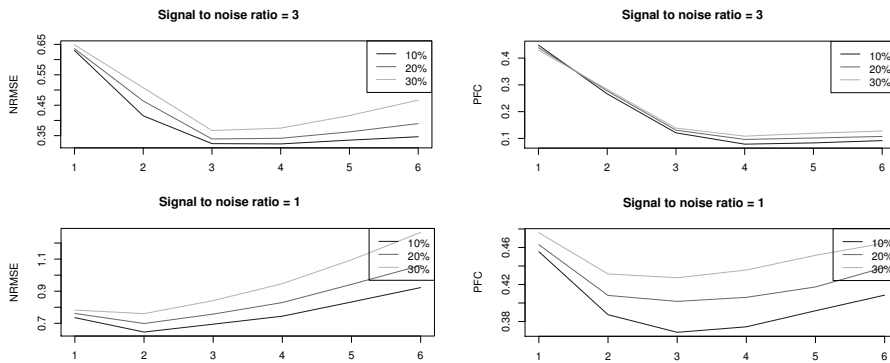 Signal to noise ratio = 3
NRMSE
0.65
0.55
0.45
0.35
10%
20%
30%
1 2 3 4 5 6
Signal to noise ratio = 3
PFC
0.4
0.3
0.2
0.1
10%
20%
30%
1 2 3 4 5 6
Signal to noise ratio = 1
NRMSE
1.1
0.9
0.7
10%
20%
30%
1 2 3 4 5 6
Signal to noise ratio = 1
PFC
0.46
0.42
0.38
10%
20%
30%
1 2 3 4 5 6